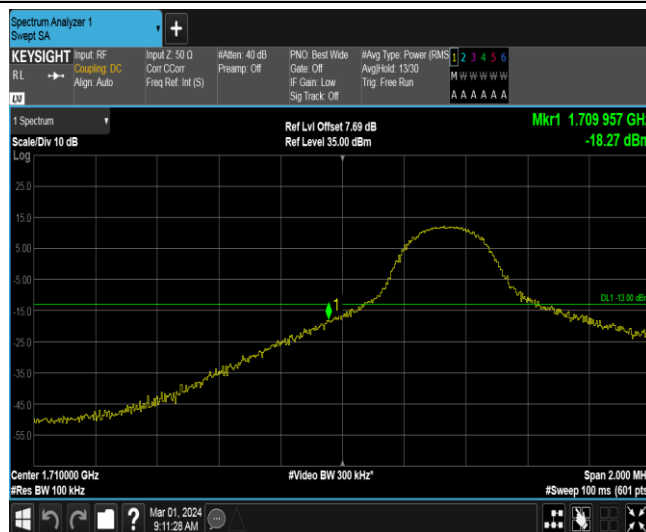 Spectrum Analyzer 1
Swept SA
KEYSIGHT
RL
LXI
Input: RF
Coupling: DC
Align: Auto
Input Z: 50 Ω
Corr CCorr
Freq Ref: Int (S)
#Atten: 40 dB
Preamp: Off
PNO: Best Wide
Gate: Off
IF Gain: Low
Sig Track: Off
#Avg Type: Power (RMS
Avg|Hold: 13/30
Trig: Free Run
1 2 3 4 5 6
M W W W W W
A A A A A A
1 Spectrum
Scale/Div 10 dB
Log
Ref Lvl Offset 7.69 dB
Ref Level 35.00 dBm
Mkr1 1.709 957 GHz
-18.27 dBm
25.0
15.0
5.00
-5.00
-15.0
-25.0
-35.0
-45.0
-55.0
1
DL1 -13.00 dBm
Center 1.710000 GHz
#Res BW 100 kHz
#Video BW 300 kHz*
Span 2.000 MH
#Sweep 100 ms (601 pts
?
Mar 01, 2024
9:11:28 AM